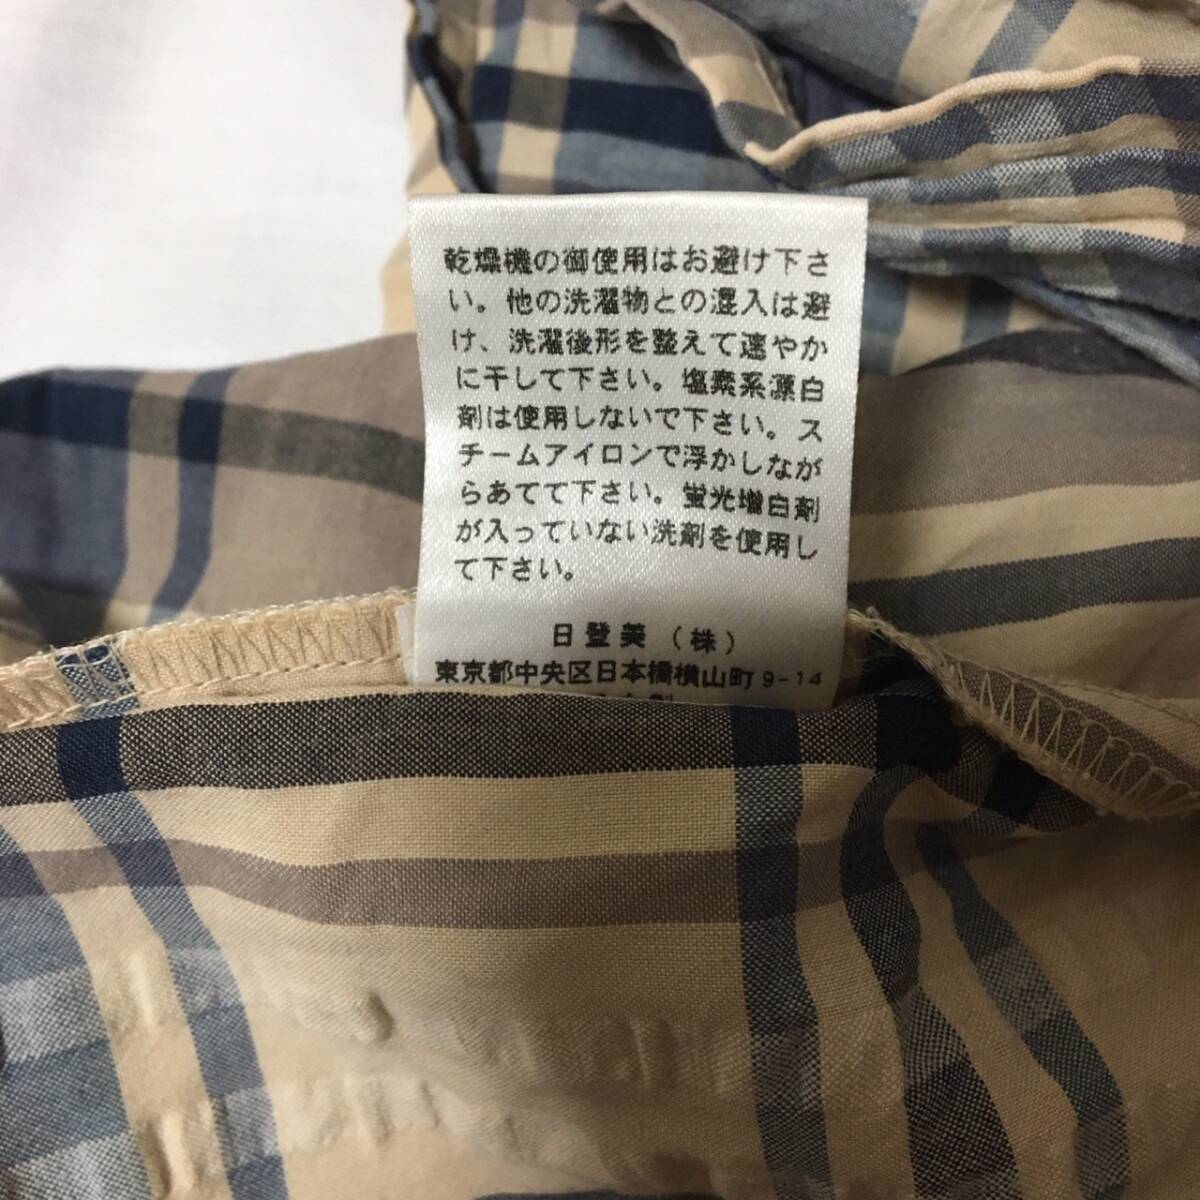 乾燥機の御使用はお避け下さ
い。他の洗濯物との混入は避
け、洗濯後形を整えて速やか
に干して下さい。塩素系漂白
剤は使用しないで下さい。ス
チームアイロンで浮かしなが
らあてて下さい。蛍光増白剤
が入っていない洗剤を使用し
て下さい。
日登美（株）
東京都中央区日本橋横山町9-14